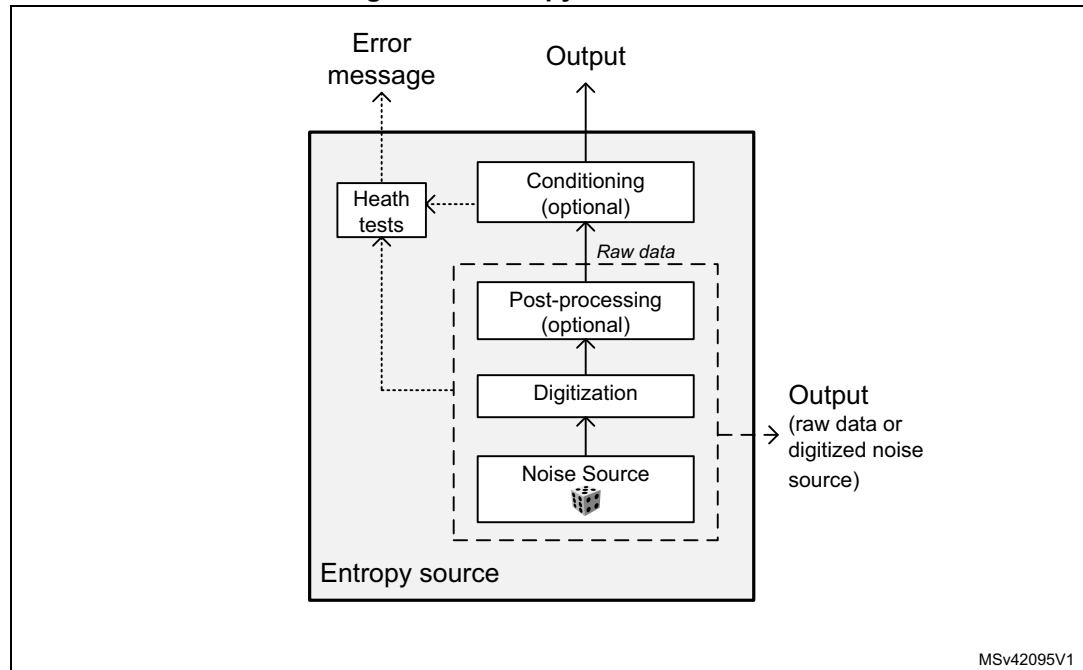 Error
message
Output
Conditioning
(optional)
Heath
tests
Raw data
Post-processing
(optional)
Digitization
Output
(raw data or
digitized noise
source)
Noise Source
Entropy source
MSv42095V1